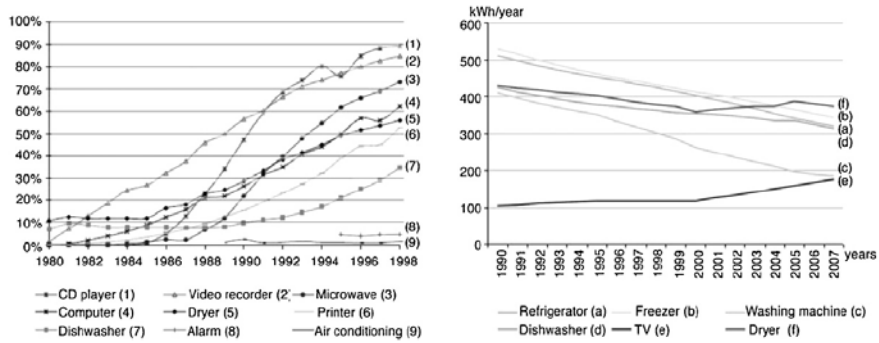 100%
90%
80%
70%
60%
50%
40%
30%
20%
10%
0%
1980 1982 1984 1986 1988 1990 1992 1994 1996 1998
(1)
(2)
(3)
(4)
(5)
(6)
(7)
(8)
(9)
CD player (1) Video recorder (2) Microwave (3)
Computer (4) Dryer (5) Printer (6)
Dishwasher (7) Alarm (8) Air conditioning (9)
kWh/year
600
500
400
300
200
100
0
(f)
(b)
(a)
(d)
(c)
(e)
1990 1991 1992 1993 1994 1995 1996 1997 1998 1999 2000 2001 2002 2003 2004 2005 2006 2007 years
Refrigerator (a) Freezer (b) Washing machine (c)
Dishwasher (d) TV (e) Dryer (f)